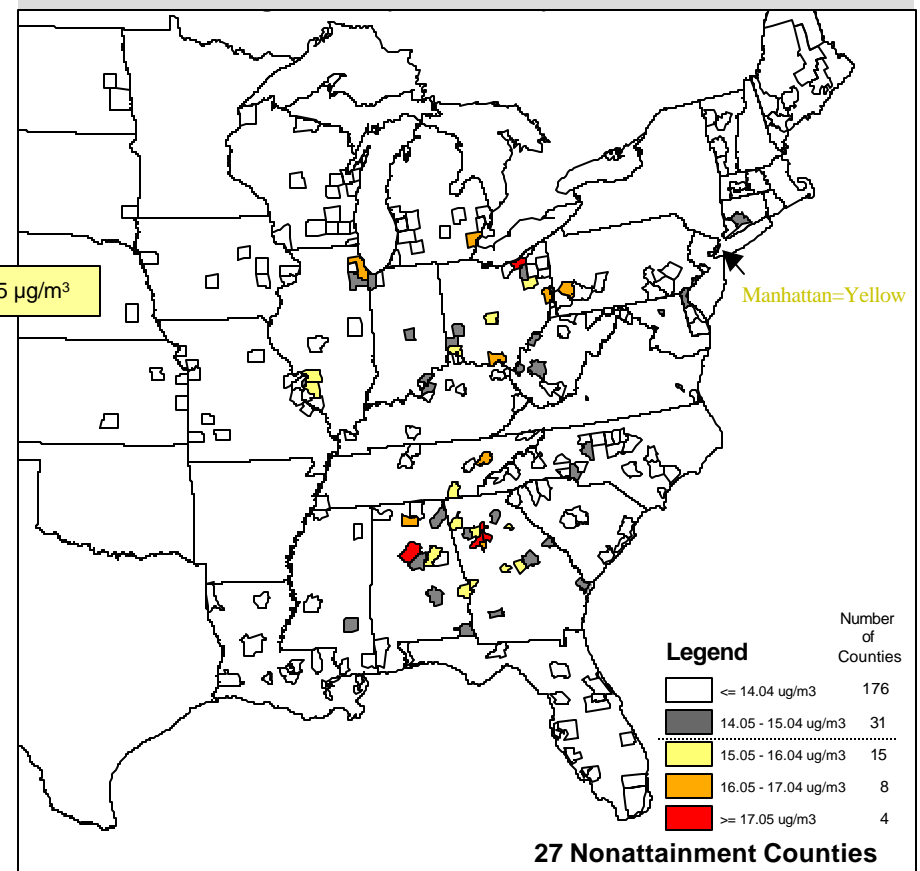 5 µg/m³
Manhattan=Yellow
Number
of
Counties
Legend
<= 14.04 ug/m3 176
14.05 - 15.04 ug/m3 31
15.05 - 16.04 ug/m3 15
16.05 - 17.04 ug/m3 8
>= 17.05 ug/m3 4
27 Nonattainment Counties